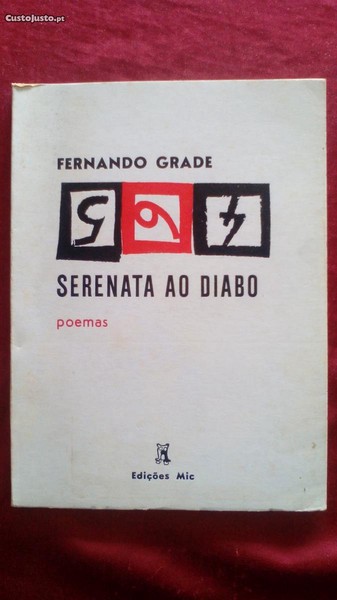 CustoJusto.pt
FERNANDO GRADE
SERENATA AO DIABO
poemas
Edições Mic